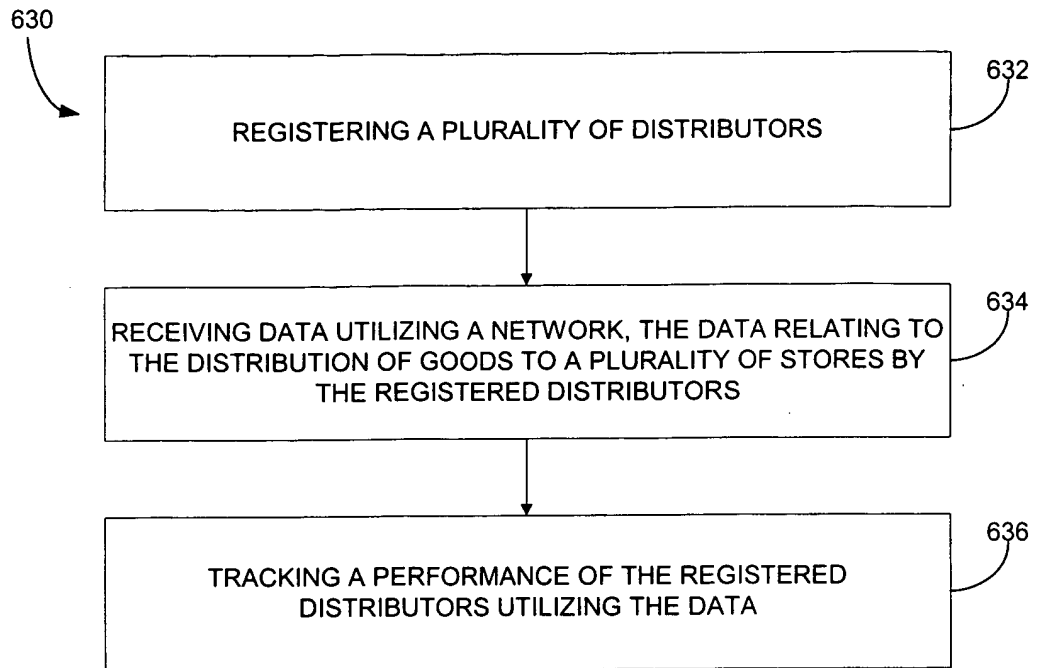 630
632
REGISTERING A PLURALITY OF DISTRIBUTORS
634
RECEIVING DATA UTILIZING A NETWORK, THE DATA RELATING TO
THE DISTRIBUTION OF GOODS TO A PLURALITY OF STORES BY
THE REGISTERED DISTRIBUTORS
636
TRACKING A PERFORMANCE OF THE REGISTERED
DISTRIBUTORS UTILIZING THE DATA